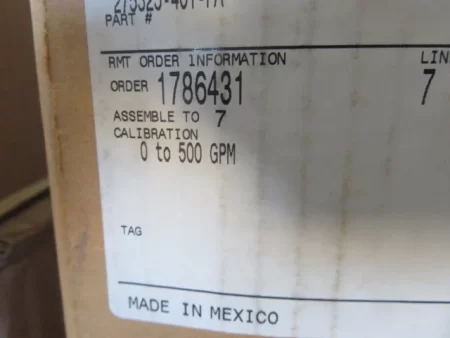 PART #
RMT ORDER INFORMATION LIN
ORDER 1786431 7
ASSEMBLE TO 7
CALIBRATION
0 to 500 GPM
TAG
MADE IN MEXICO